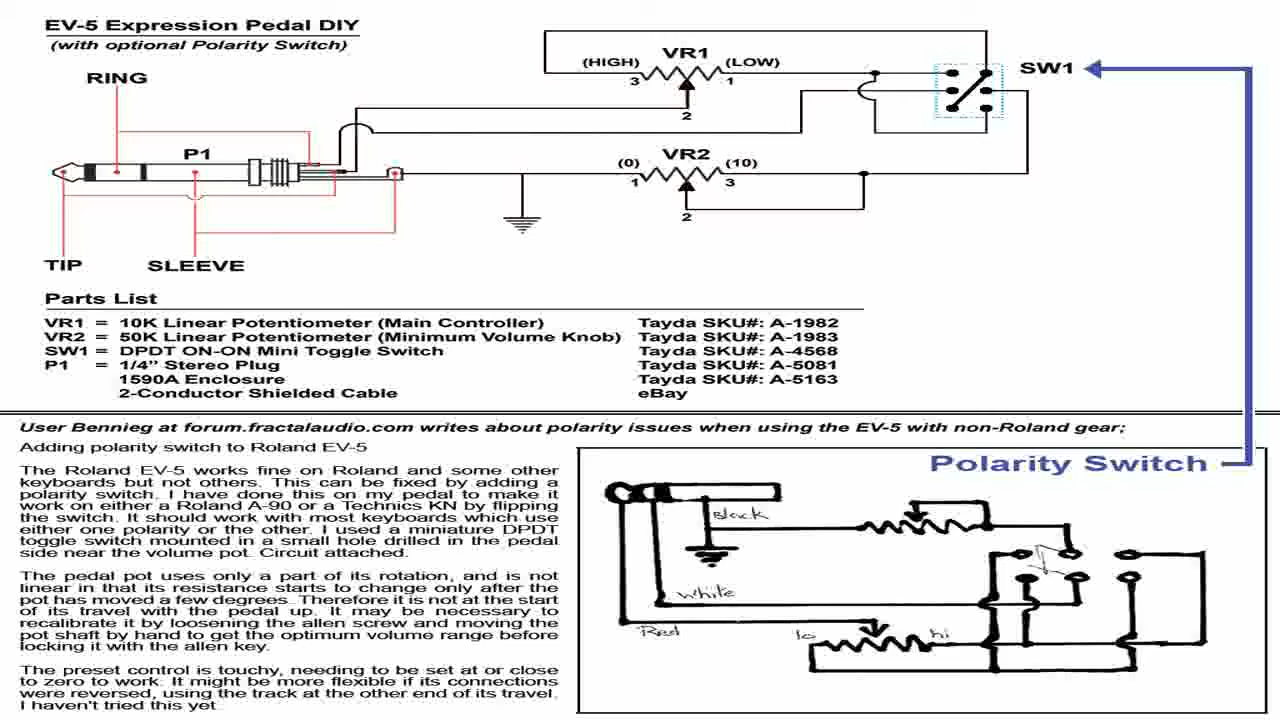 EV-5 Expression Pedal DIY
(with optional Polarity Switch)
RING
P1
TIP
SLEEVE
(HIGH)
VR1
(LOW)
3
1
2
SW1
VR2
(0)
(10)
1
3
2
Parts List
VR1 = 10K Linear Potentiometer (Main Controller) Tayda SKU#: A-1982
VR2 = 50K Linear Potentiometer (Minimum Volume Knob) Tayda SKU#: A-1983
SW1 = DPDT ON-ON Mini Toggle Switch Tayda SKU#: A-4568
P1 = 1/4” Stereo Plug Tayda SKU#: A-5081
1590A Enclosure Tayda SKU#: A-5163
2-Conductor Shielded Cable eBay
User Bennieg at forum.fractalaudio.com writes about polarity issues when using the EV-5 with non-Roland gear;
Adding polarity switch to Roland EV-5
The Roland EV-5 works fine on Roland and some other
keyboards but not others. This can be fixed by adding a
polarity switch. I have done this on my pedal to make it
work on either a Roland A-90 or a Technics KN by flipping
the switch. It should work with most keyboards which use
either one polarity or the other. I used a miniature DPDT
toggle switch mounted in a small hole drilled in the pedal
side near the volume pot. Circuit attached.
The pedal pot uses only a part of its rotation, and is not
linear in that its resistance starts to change only after the
pot has moved a few degrees. Therefore it is not at the start
of its travel with the pedal up. It may be necessary to
recalibrate it by loosening the allen screw and moving the
pot shaft by hand to get the optimum volume range before
locking it with the allen key.
The preset control is touchy, needing to be set at or close
to zero to work. It might be more flexible if its connections
were reversed, using the track at the other end of its travel.
I haven't tried this yet
Polarity Switch
Black
White
Red
lo
hi